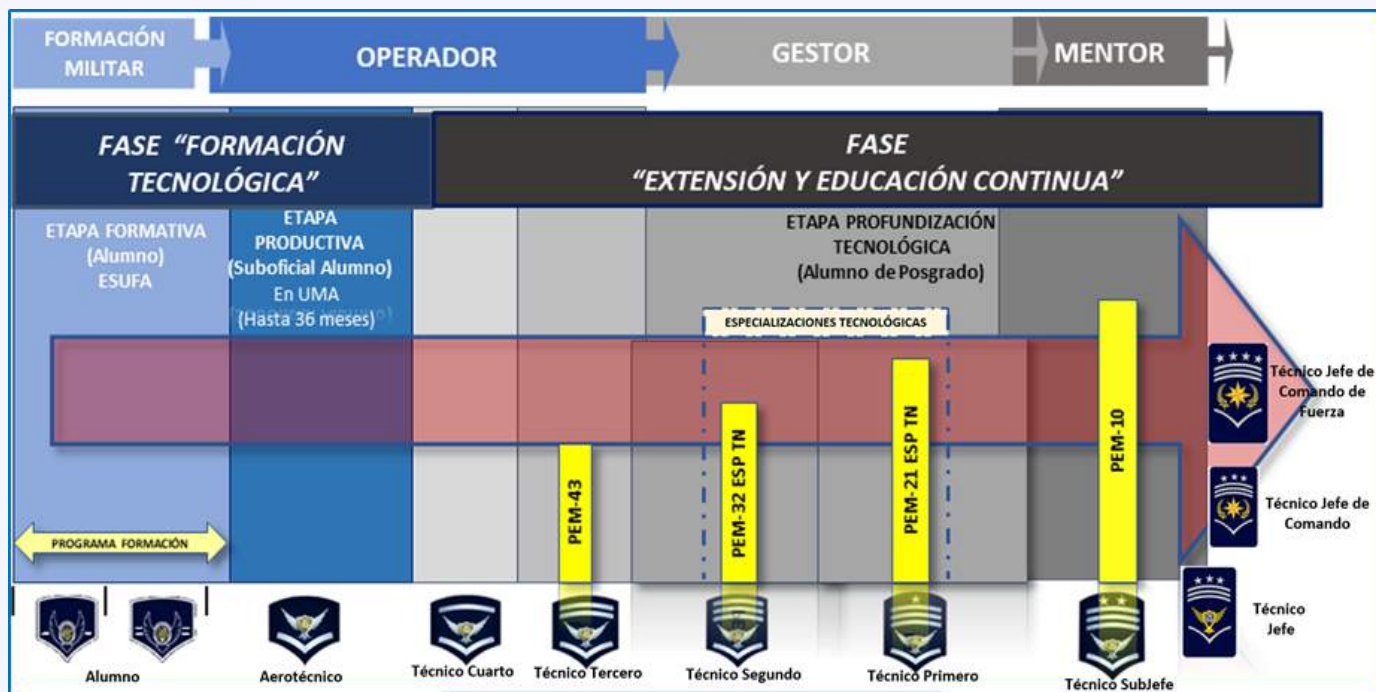 FORMACIÓN
MILITAR
OPERADOR
GESTOR
MENTOR
FASE "FORMACIÓN
TECNOLÓGICA"
FASE
"EXTENSIÓN Y EDUCACIÓN CONTINUA"
ETAPA FORMATIVA
(Alumno)
ESUFA
ETAPA
PRODUCTIVA
(Suboficial Alumno)
En UMA
(Hasta 36 meses)
ETAPA PROFUNDIZACIÓN
TECNOLÓGICA
(Alumno de Posgrado)
ESPECIALIZACIONES TECNOLÓGICAS
PEM-43
PEM-32 ESP TN
PEM-21 ESP TN
PEM-10
Técnico Jefe de
Comando de
Fuerza
Técnico Jefe de
Comando
Técnico
Jefe
PROGRAMA FORMACIÓN
Alumno
Aerotécnico
Técnico Cuarto
Técnico Tercero
Técnico Segundo
Técnico Primero
Técnico SubJefe